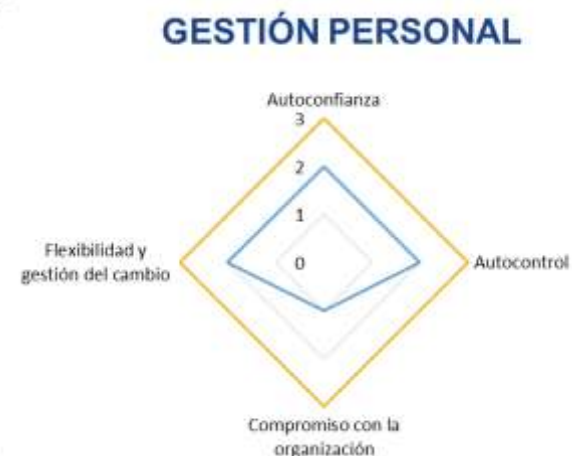 GESTIÓN PERSONAL
Autoconfianza
3
2
1
0
Flexibilidad y
gestión del cambio
Autocontrol
Compromiso con la
organización